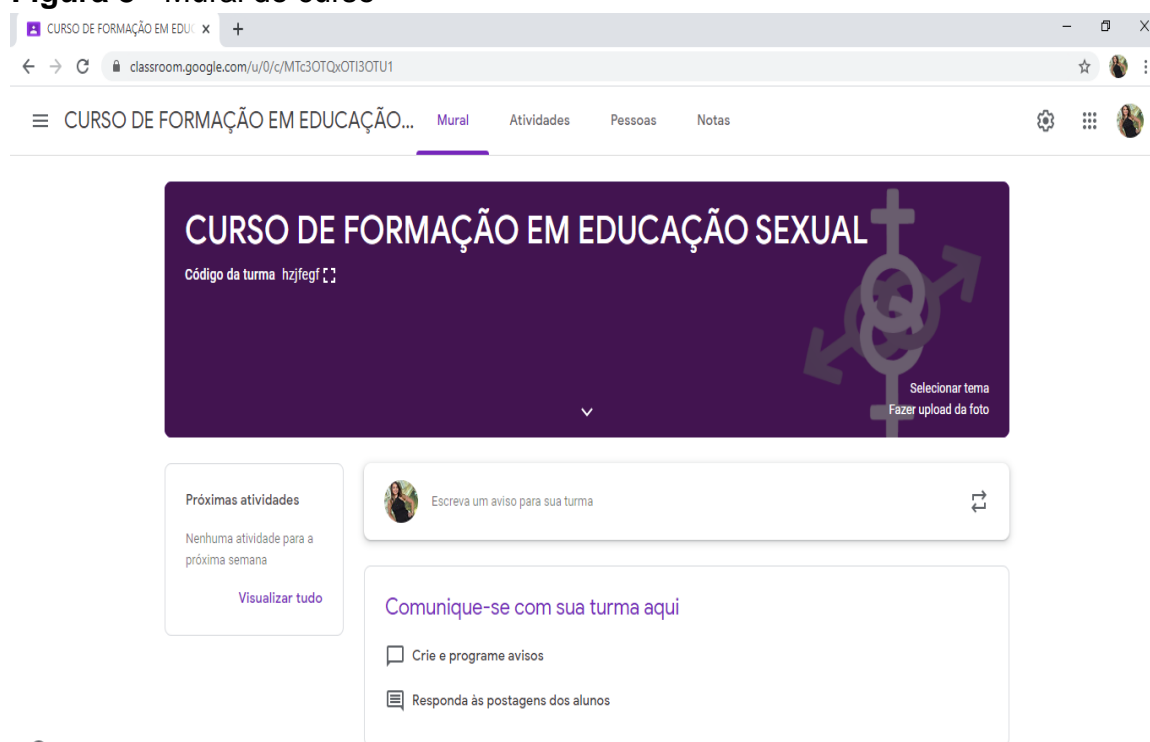 Mural do curso
CURSO DE FORMAÇÃO EM EDUC
classroom.google.com/u/0/c/MTc3OTQxOTI3OTU1
CURSO DE FORMAÇÃO EM EDUCAÇÃO... Mural Atividades Pessoas Notas
CURSO DE FORMAÇÃO EM EDUCAÇÃO SEXUAL
Código da turma hzjfegf
Selecionar tema
Fazer upload da foto
Próximas atividades
Nenhuma atividade para a
próxima semana
Visualizar tudo
Escreva um aviso para sua turma
Comunique-se com sua turma aqui
Crie e programe avisos
Responda às postagens dos alunos